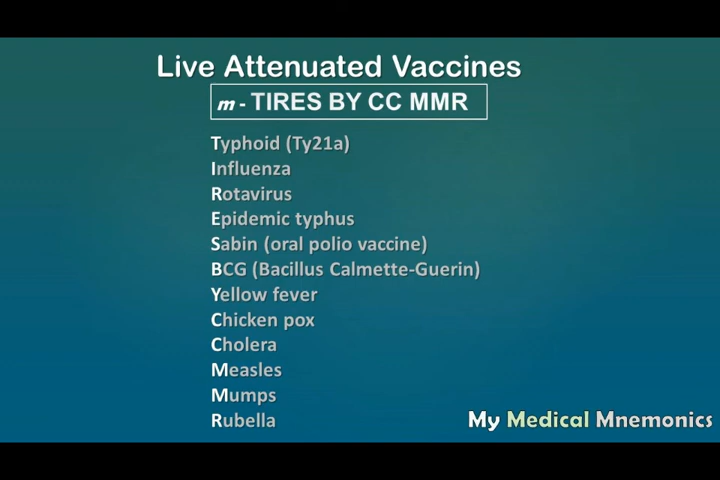 Live Attenuated Vaccines
m - TIRES BY CC MMR
Typhoid (Ty21a)
Influenza
Rotavirus
Epidemic typhus
Sabin (oral polio vaccine)
BCG (Bacillus Calmette-Guerin)
Yellow fever
Chicken pox
Cholera
Measles
Mumps
Rubella
My Medical Mnemonics